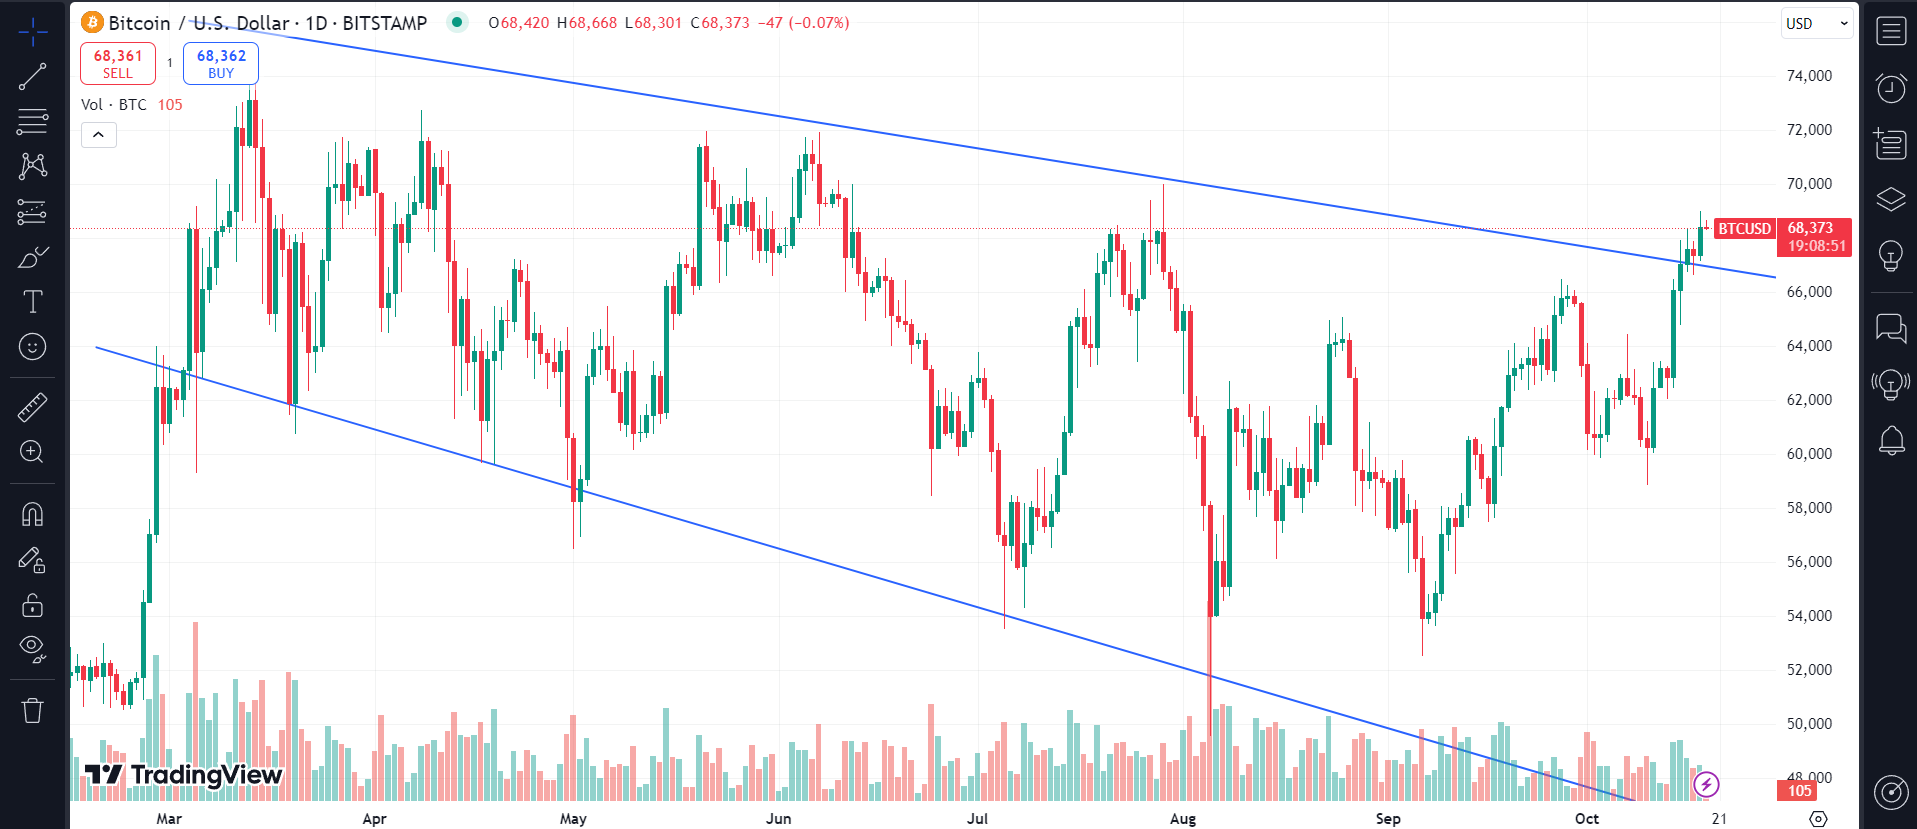 Bitcoin / U.S. Dollar · 1D · BITSTAMP O68,420 H68,668 L68,301 C68,373 −47 (−0.07%)
USD
68,361
SELL
1
68,362
BUY
Vol · BTC 105
74,000
72,000
70,000
BTCUSD 68,373
19:08:51
66,000
64,000
62,000
60,000
58,000
56,000
54,000
52,000
50,000
48,000
105
TradingView
Mar Apr May Jun Jul Aug Sep Oct 21